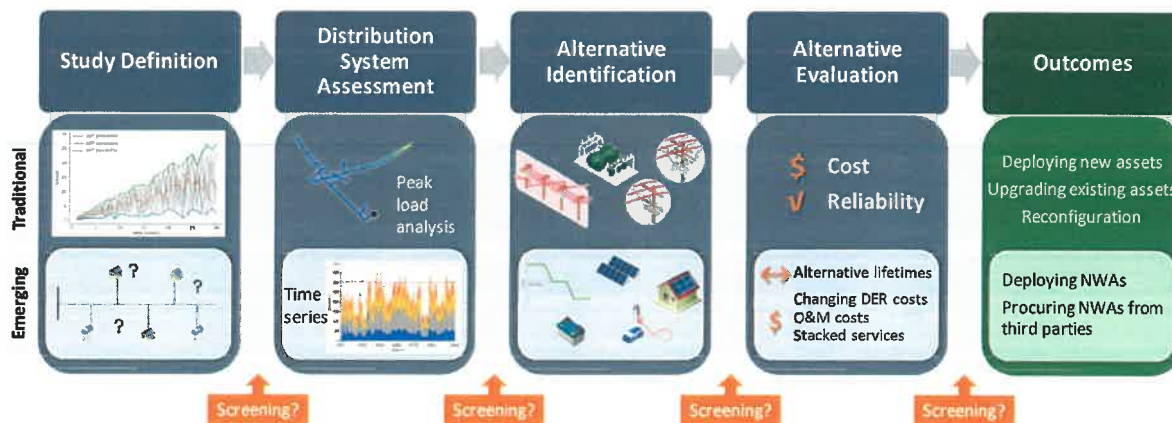 Study Definition
Distribution
System
Assessment
Alternative
Identification
Alternative
Evaluation
Outcomes
Traditional
Peak
load
analysis
$ Cost
√ Reliability
Deploying new assets
Upgrading existing assets
Reconfiguration
Emerging
?
?
?
Time
series
Alternative lifetimes
Changing DER costs
$ O&M costs
Stacked services
Deploying NWAs
Procuring NWAs from
third parties
Screening?
Screening?
Screening?
Screening?